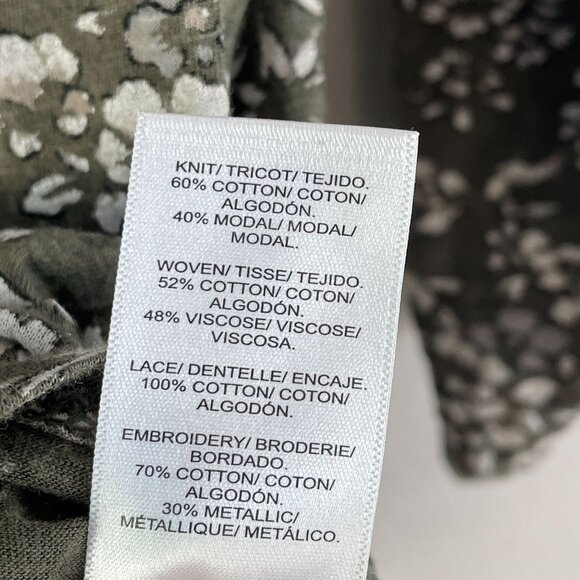 KNIT/ TRICOT/ TEJIDO.
60% COTTON/ COTON/
ALGODÓN.
40% MODAL/ MODAL/
MODAL.
WOVEN/ TISSE/ TEJIDO.
52% COTTON/ COTON/
ALGODÓN.
48% VISCOSE/ VISCOSE/
VISCOSA.
LACE/ DENTELLE/ ENCAJE.
100% COTTON/ COTON/
ALGODÓN.
EMBROIDERY/ BRODERIE/
BORDADO.
70% COTTON/ COTON/
ALGODÓN.
30% METALLIC/
MÉTALLIQUE/ METÁLICO.